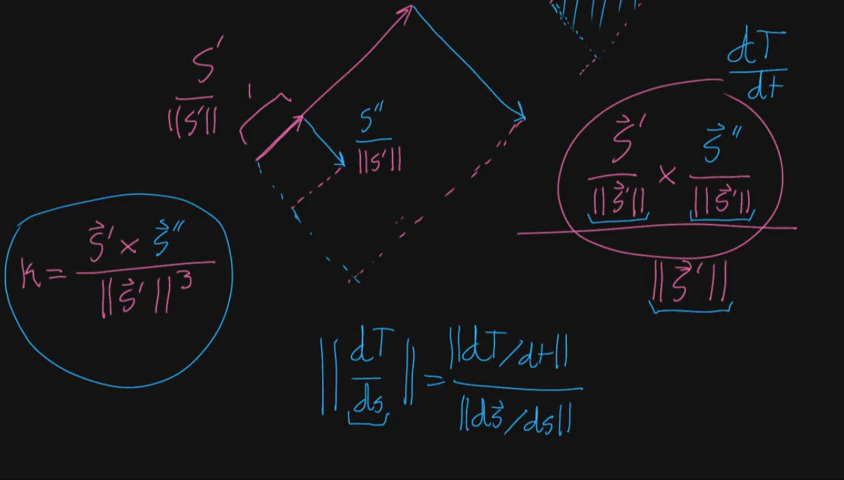 S'
||S'||
1
S''
||S'||
dT
dt
S⃗' × S⃗''
||S⃗'|| ||S⃗'||
||S⃗'||
κ = S⃗' × S⃗''
||S⃗'||³
||dT/ds|| = ||dT/dt||
||dS⃗/ds||